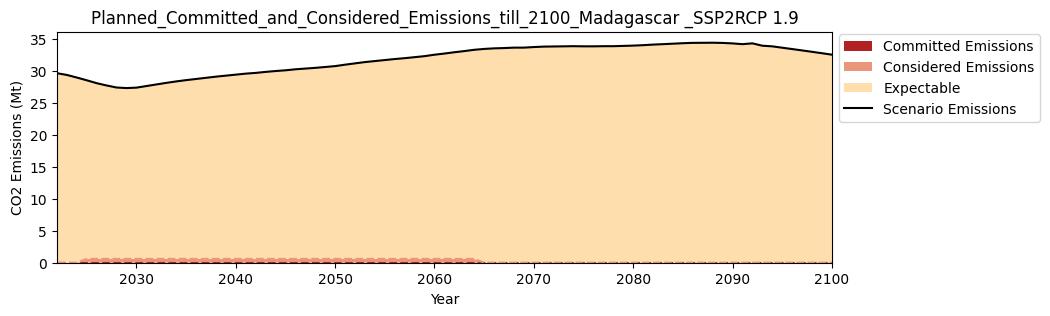 Planned_Committed_and_Considered_Emissions_till_2100_Madagascar _SSP2RCP 1.9
CO2 Emissions (Mt)
35
30
25
20
15
10
5
0
2030 2040 2050 2060 2070 2080 2090 2100
Year
Committed Emissions
Considered Emissions
Expectable
Scenario Emissions